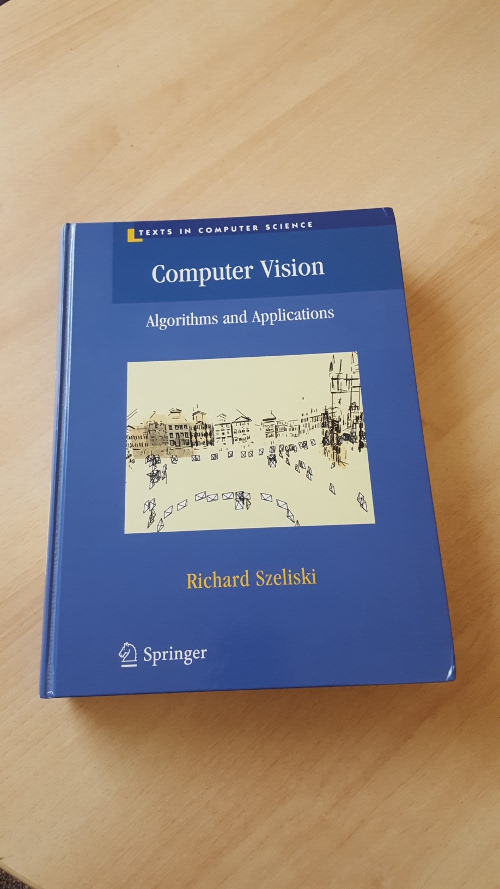 TEXTS IN COMPUTER SCIENCE
Computer Vision
Algorithms and Applications
Richard Szeliski
Springer